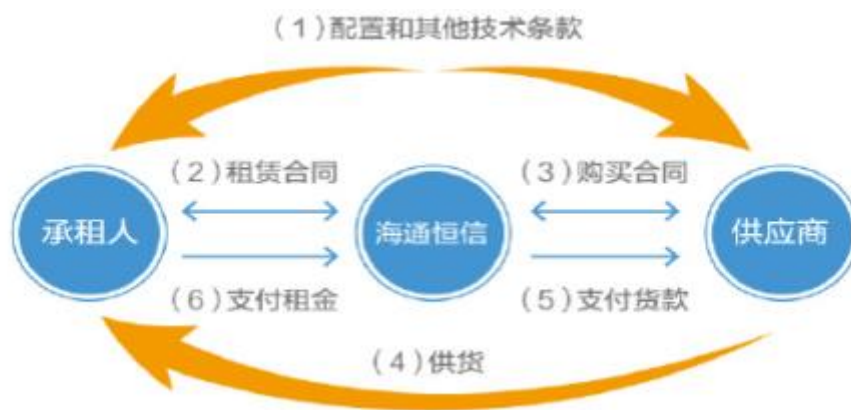 (1)配置和其他技术条款
(2)租赁合同
(3)购买合同
承租人
海通恒信
供应商
(6)支付租金
(5)支付货款
(4)供货